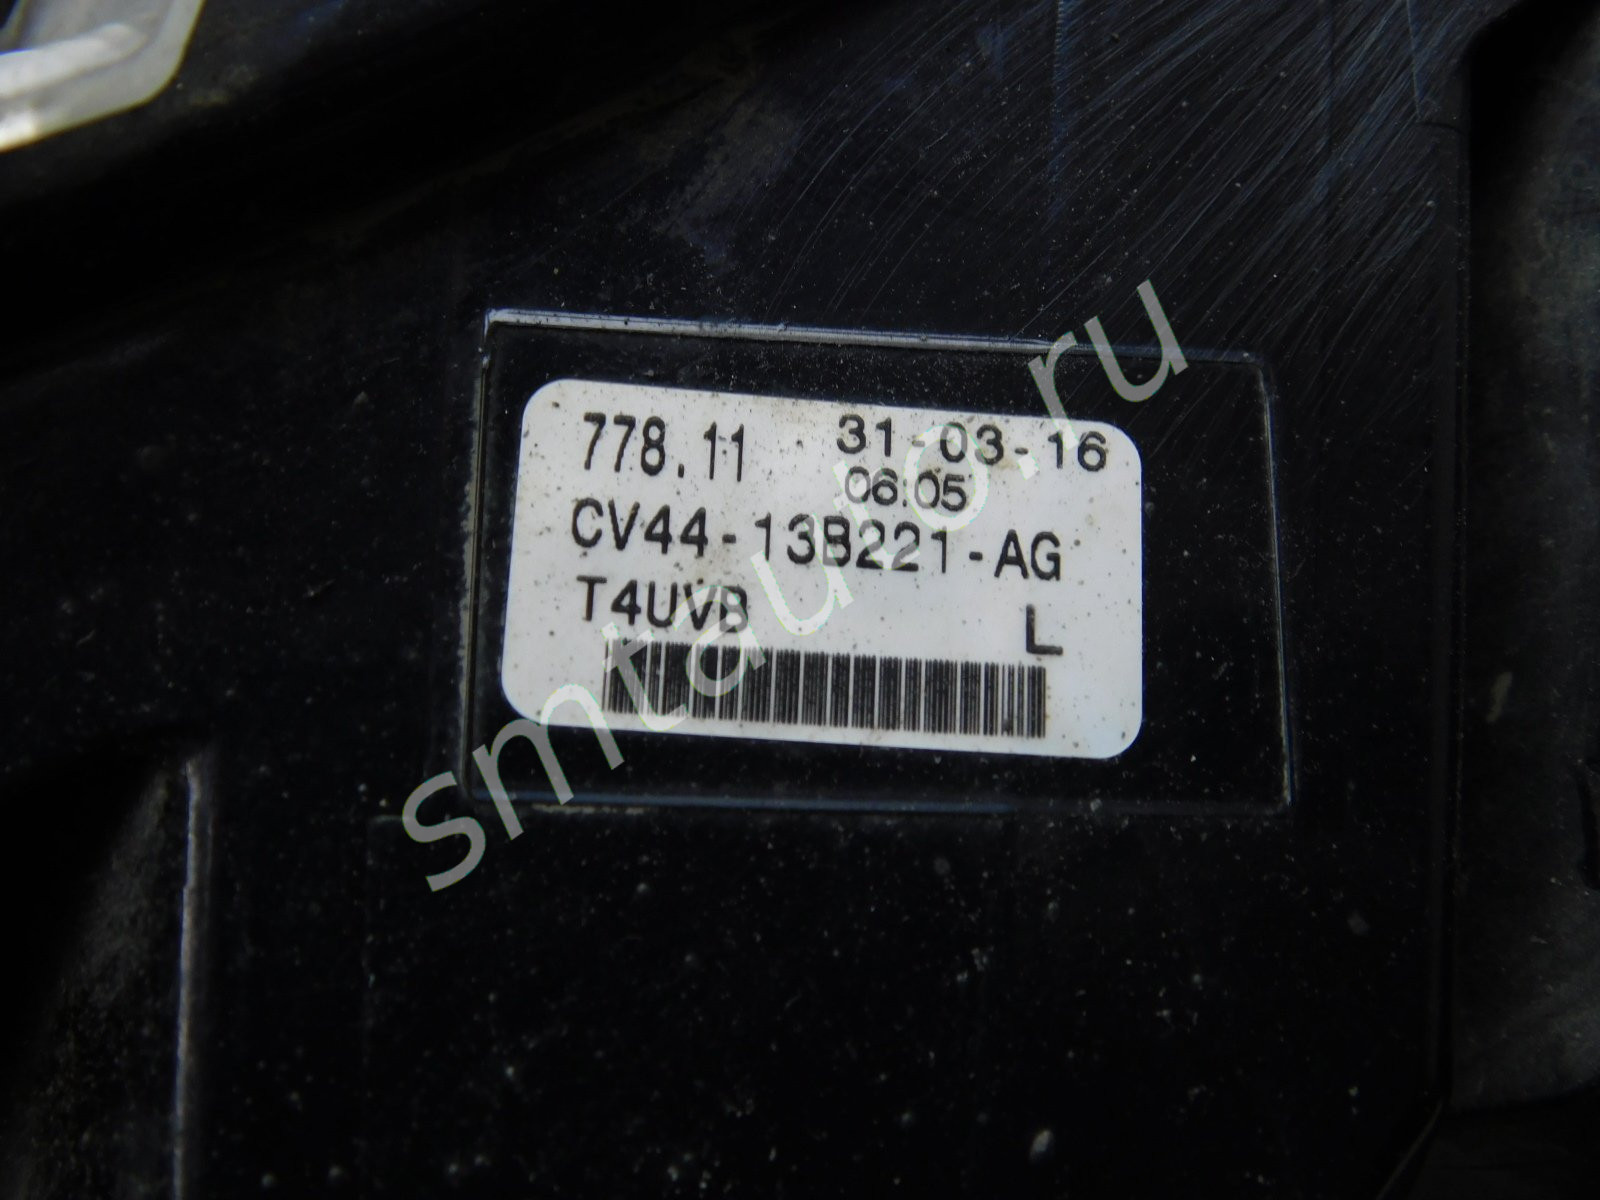 778.11 31-03-16
06:05
CV44-13B221-AG
T4UVB L
smtauto.ru